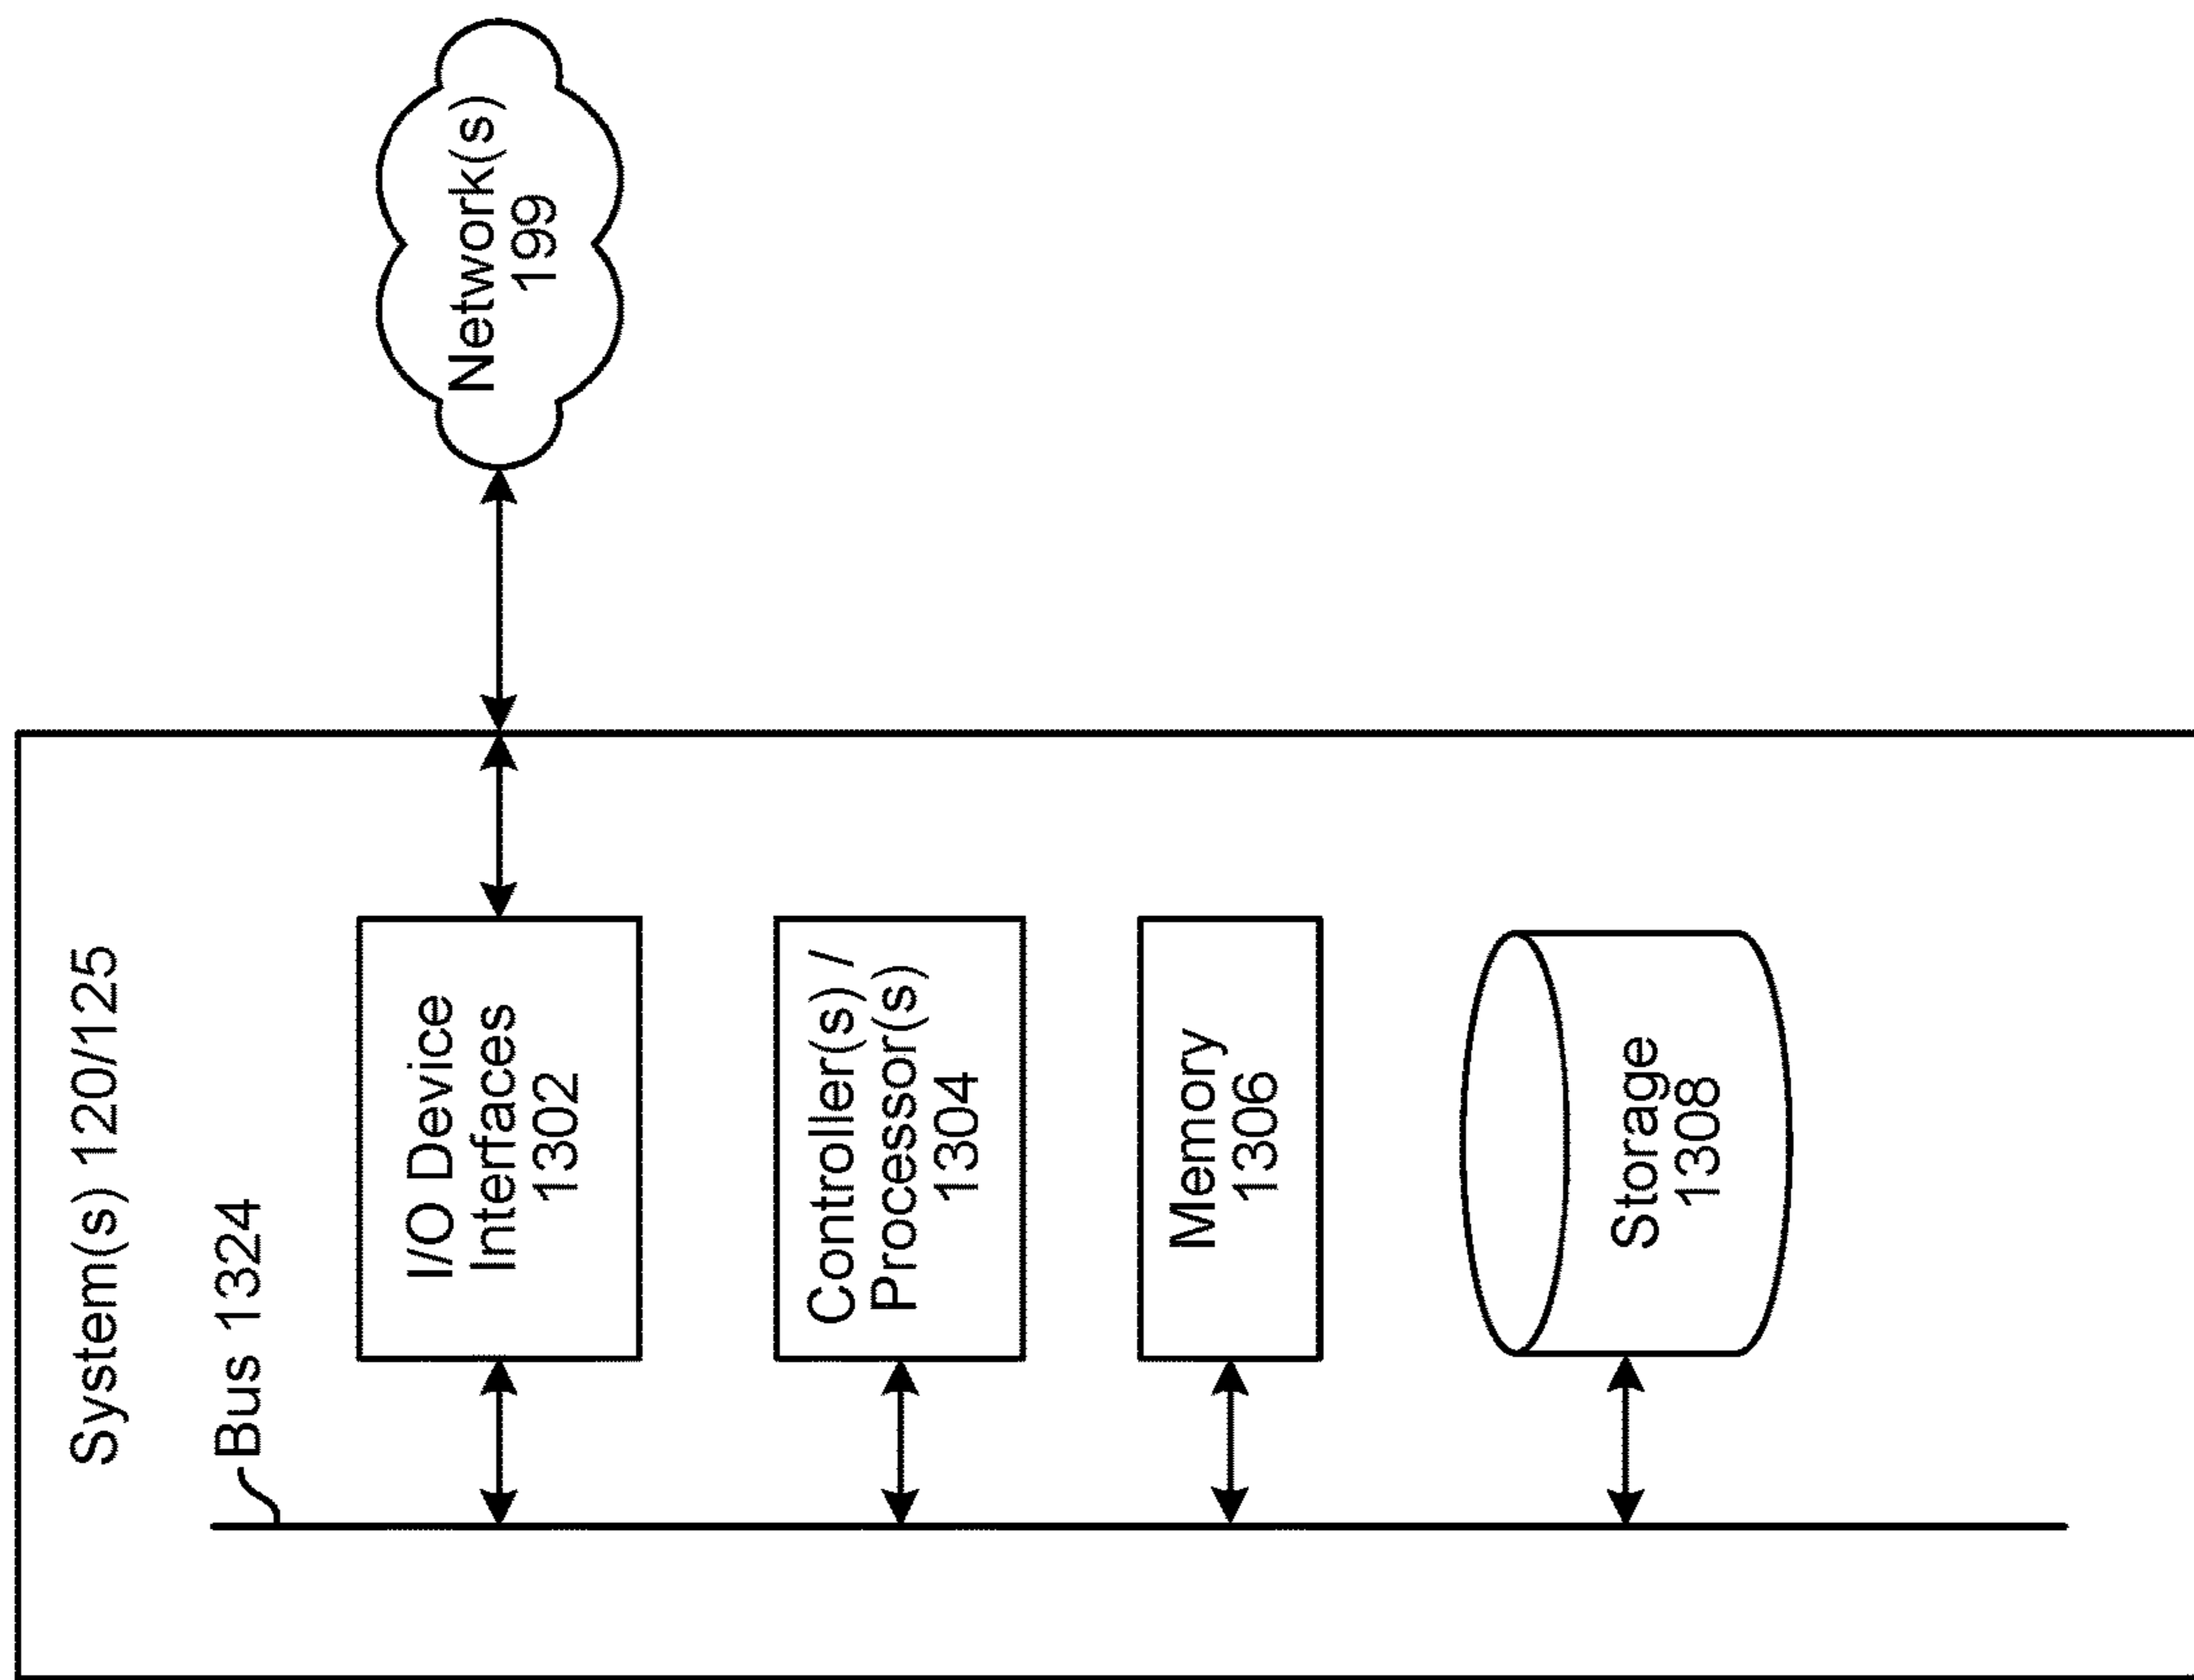 System(s) 120/125
Bus 1324
I/O Device
Interfaces
1302
Network(s)
199
Controller(s) /
Processor(s)
1304
Memory
1306
Storage
1308